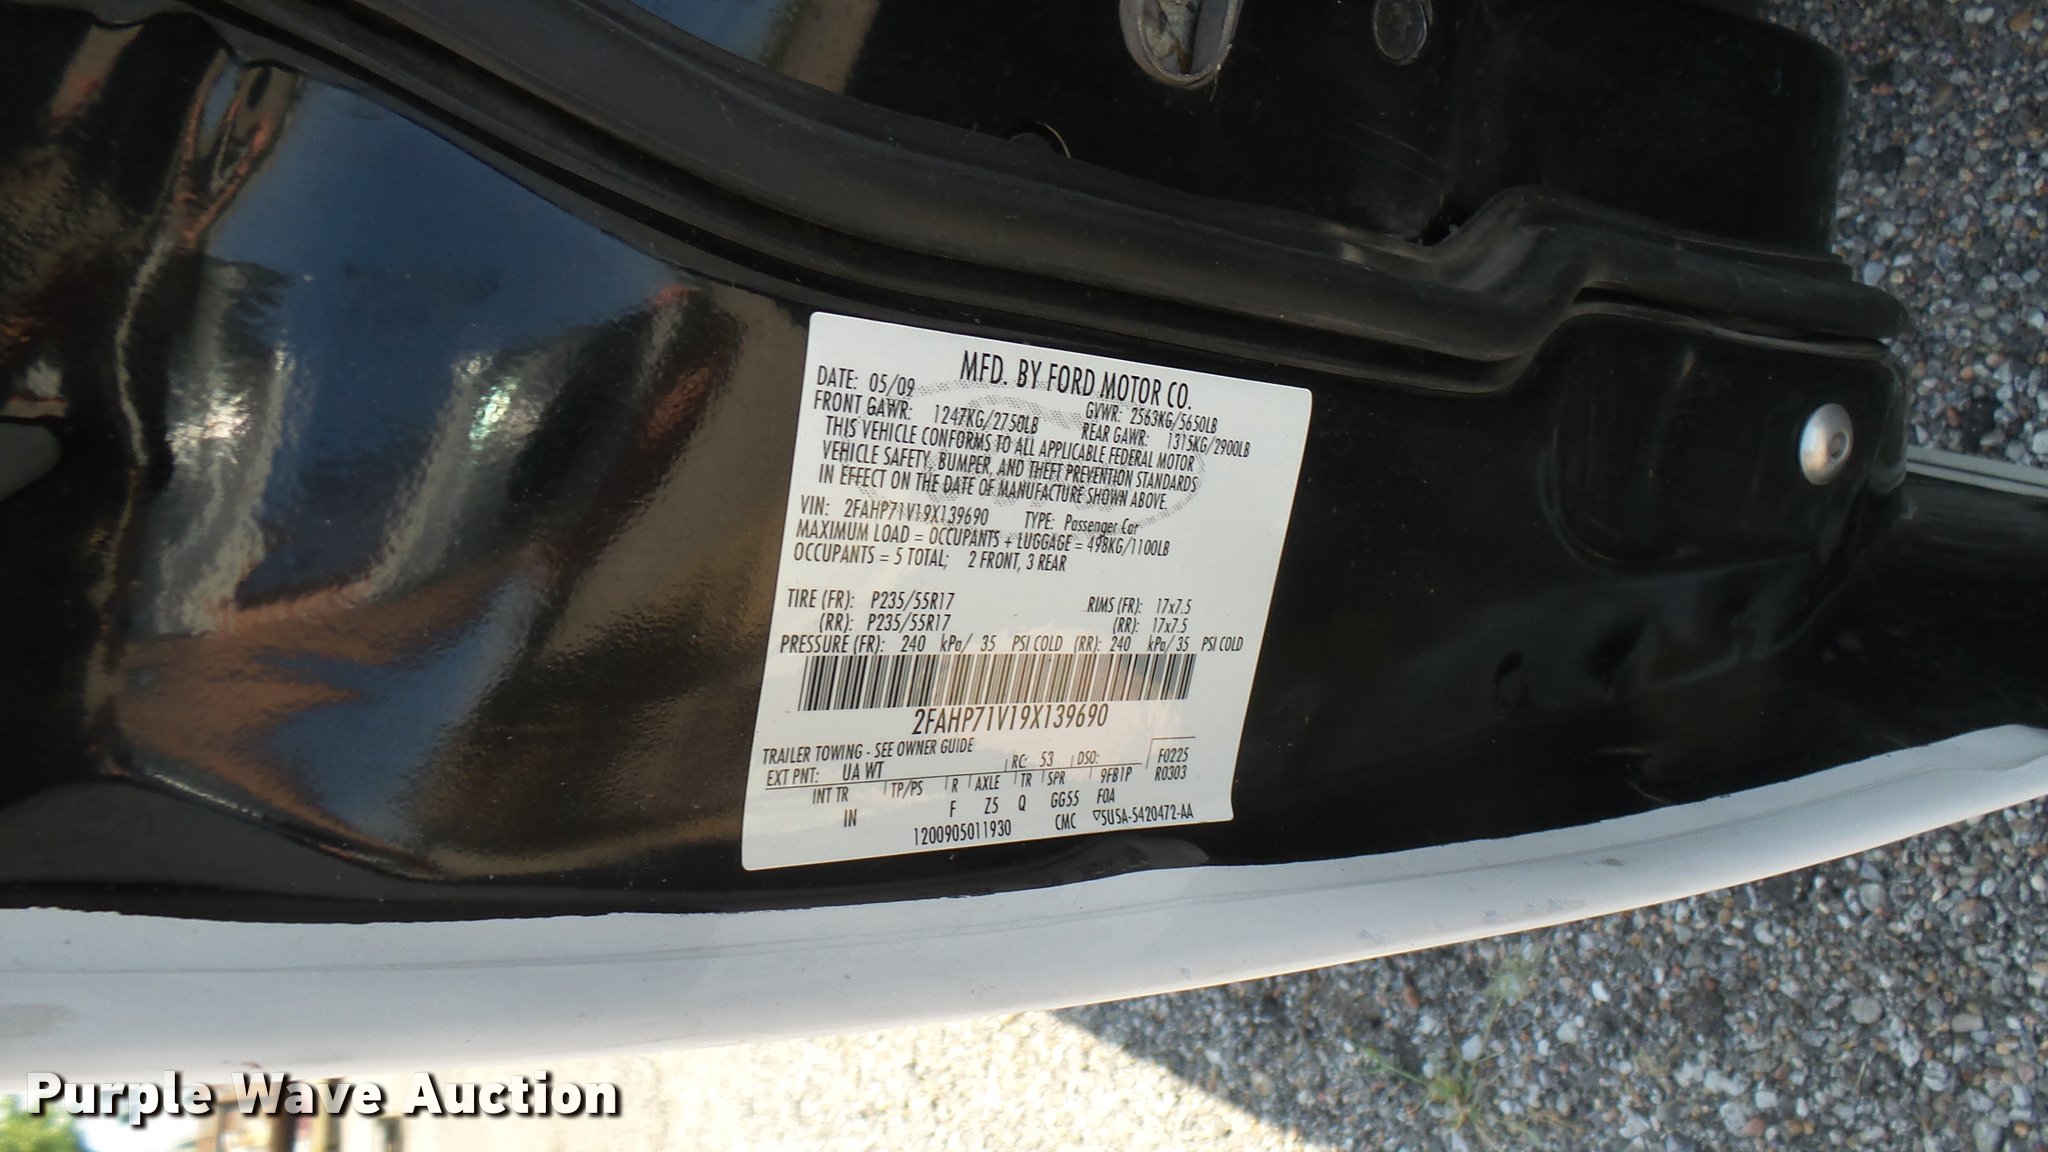 MFD. BY FORD MOTOR CO.
DATE: 05/09 GVWR: 2563KG/5650LB
FRONT GAWR: 1247KG/2750LB REAR GAWR: 1315KG/2900LB
THIS VEHICLE CONFORMS TO ALL APPLICABLE FEDERAL MOTOR
VEHICLE SAFETY, BUMPER, AND THEFT PREVENTION STANDARDS
IN EFFECT ON THE DATE OF MANUFACTURE SHOWN ABOVE.
VIN: 2FAHP71V19X139690 TYPE: Passenger Car
MAXIMUM LOAD = OCCUPANTS + LUGGAGE = 498KG/1100LB
OCCUPANTS = 5 TOTAL; 2 FRONT, 3 REAR
TIRE (FR): P235/55R17 RIMS (FR): 17x7.5
(RR): P235/55R17 (RR): 17x7.5
PRESSURE (FR): 240 kPa/ 35 PSI COLD (RR): 240 kPa/ 35 PSI COLD
2FAHP71V19X139690
TRAILER TOWING - SEE OWNER GUIDE
EXT PNT: UA WT RC: 53 DSO: F0225
INT TR TP/PS R AXLE TR SPR 9FB1P R0303
IN F Z5 Q GG55 FOA
1200905011930 CMC ▽5U5A-5420472-AA
Purple Wave Auction